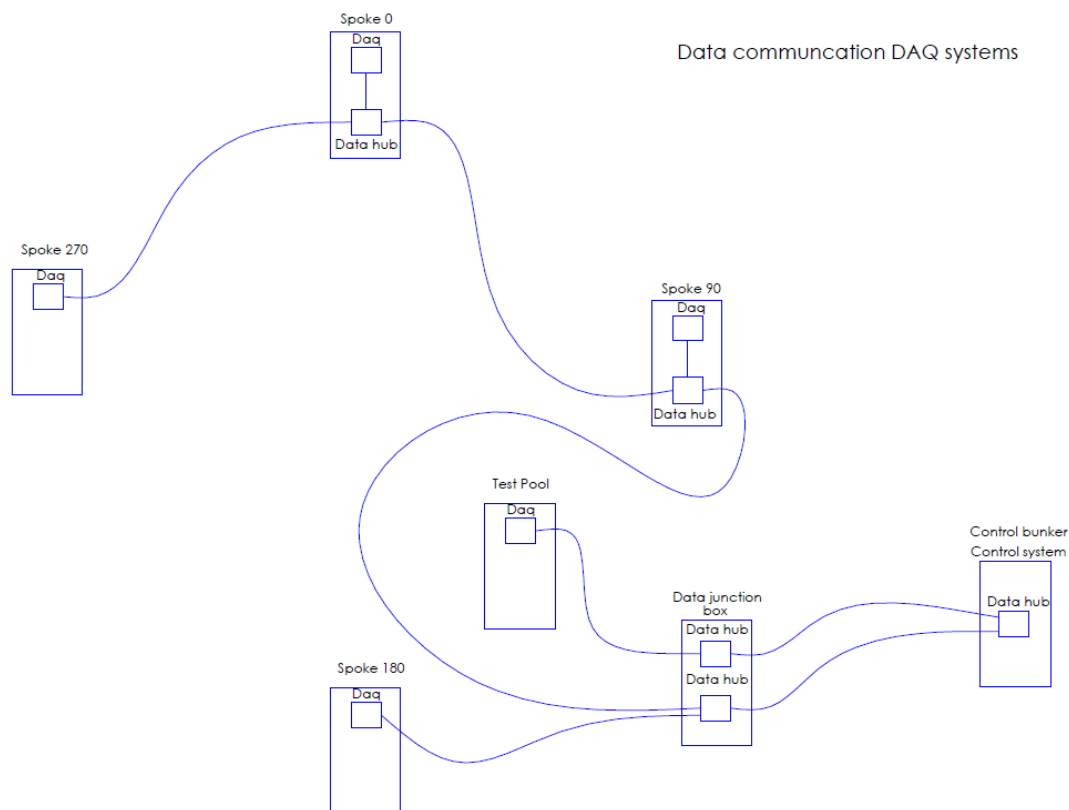 Spoke 0
Daq
Data communcation DAQ systems
Data hub
Spoke 270
Daq
Spoke 90
Daq
Data hub
Test Pool
Daq
Control bunker
Control system
Data hub
Data junction
box
Data hub
Data hub
Spoke 180
Daq